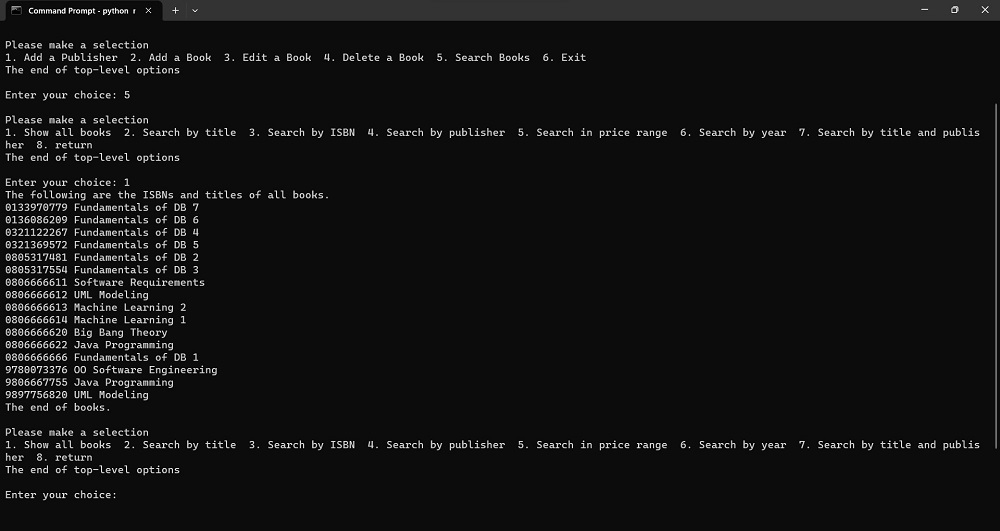 Command Prompt - python r
Please make a selection
1. Add a Publisher  2. Add a Book  3. Edit a Book  4. Delete a Book  5. Search Books  6. Exit
The end of top-level options
Enter your choice: 5
Please make a selection
1. Show all books  2. Search by title  3. Search by ISBN  4. Search by publisher  5. Search in price range  6. Search by year  7. Search by title and publis
her  8. return
The end of top-level options
Enter your choice: 1
The following are the ISBNs and titles of all books.
0133970779 Fundamentals of DB 7
0136086209 Fundamentals of DB 6
0321122267 Fundamentals of DB 4
0321369572 Fundamentals of DB 5
0805317481 Fundamentals of DB 2
0805317554 Fundamentals of DB 3
0806666611 Software Requirements
0806666612 UML Modeling
0806666613 Machine Learning 2
0806666614 Machine Learning 1
0806666620 Big Bang Theory
0806666622 Java Programming
0806666666 Fundamentals of DB 1
9780073376 OO Software Engineering
9806667755 Java Programming
9897756820 UML Modeling
The end of books.
Please make a selection
1. Show all books  2. Search by title  3. Search by ISBN  4. Search by publisher  5. Search in price range  6. Search by year  7. Search by title and publis
her  8. return
The end of top-level options
Enter your choice: